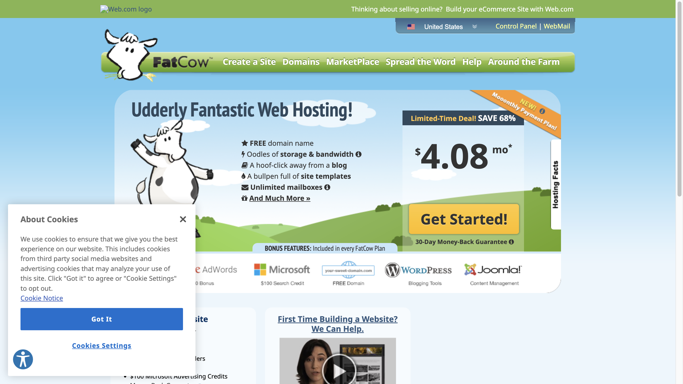 Web.com logo
Thinking about selling online? Build your eCommerce Site with Web.com
United States
Control Panel | WebMail
FatCow
Create a Site Domains MarketPlace Spread the Word Help Around the Farm
Udderly Fantastic Web Hosting!
NEW!
Moonthly Payment Plan!
Limited-Time Deal! SAVE 68%
$4.08 mo*
FREE domain name
Oodles of storage & bandwidth
A hoof-click away from a blog
A bullpen full of site templates
Unlimited mailboxes
And Much More »
Hosting Facts
Get Started!
30-Day Money-Back Guarantee
BONUS FEATURES: Included in every FatCow Plan
AdWords
Microsoft
$100 Search Credit
your-moove-domain.com
FREE Domain
WordPress
Blogging Tools
Joomla!
Content Management
About Cookies
We use cookies to ensure that we give you the best
experience on our website. This includes cookies
from third party social media websites and
advertising cookies that may analyze your use of
this site. Click "Got it" to agree or "Cookie Settings"
to opt out.
Cookie Notice
Got It
Cookies Settings
$100 Microsoft Advertising Credits
First Time Building a Website?
We Can Help.